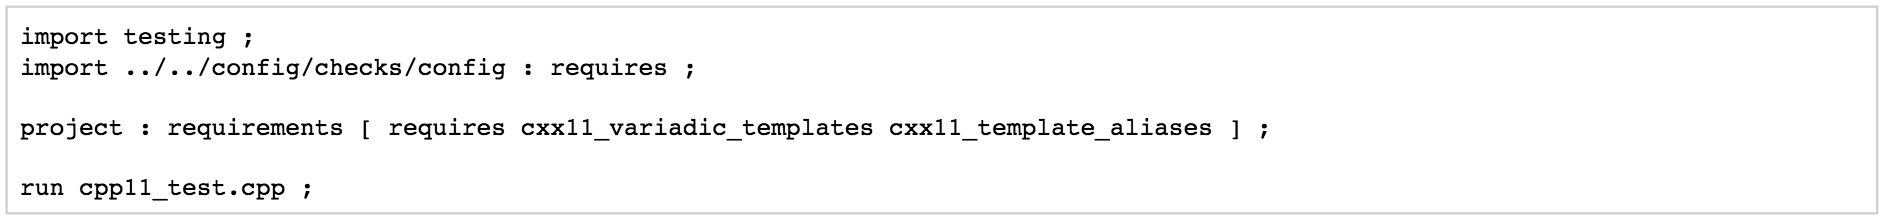 import testing ;
import ../../config/checks/config : requires ;
project : requirements [ requires cxx11_variadic_templates cxx11_template_aliases ] ;
run cpp11_test.cpp ;